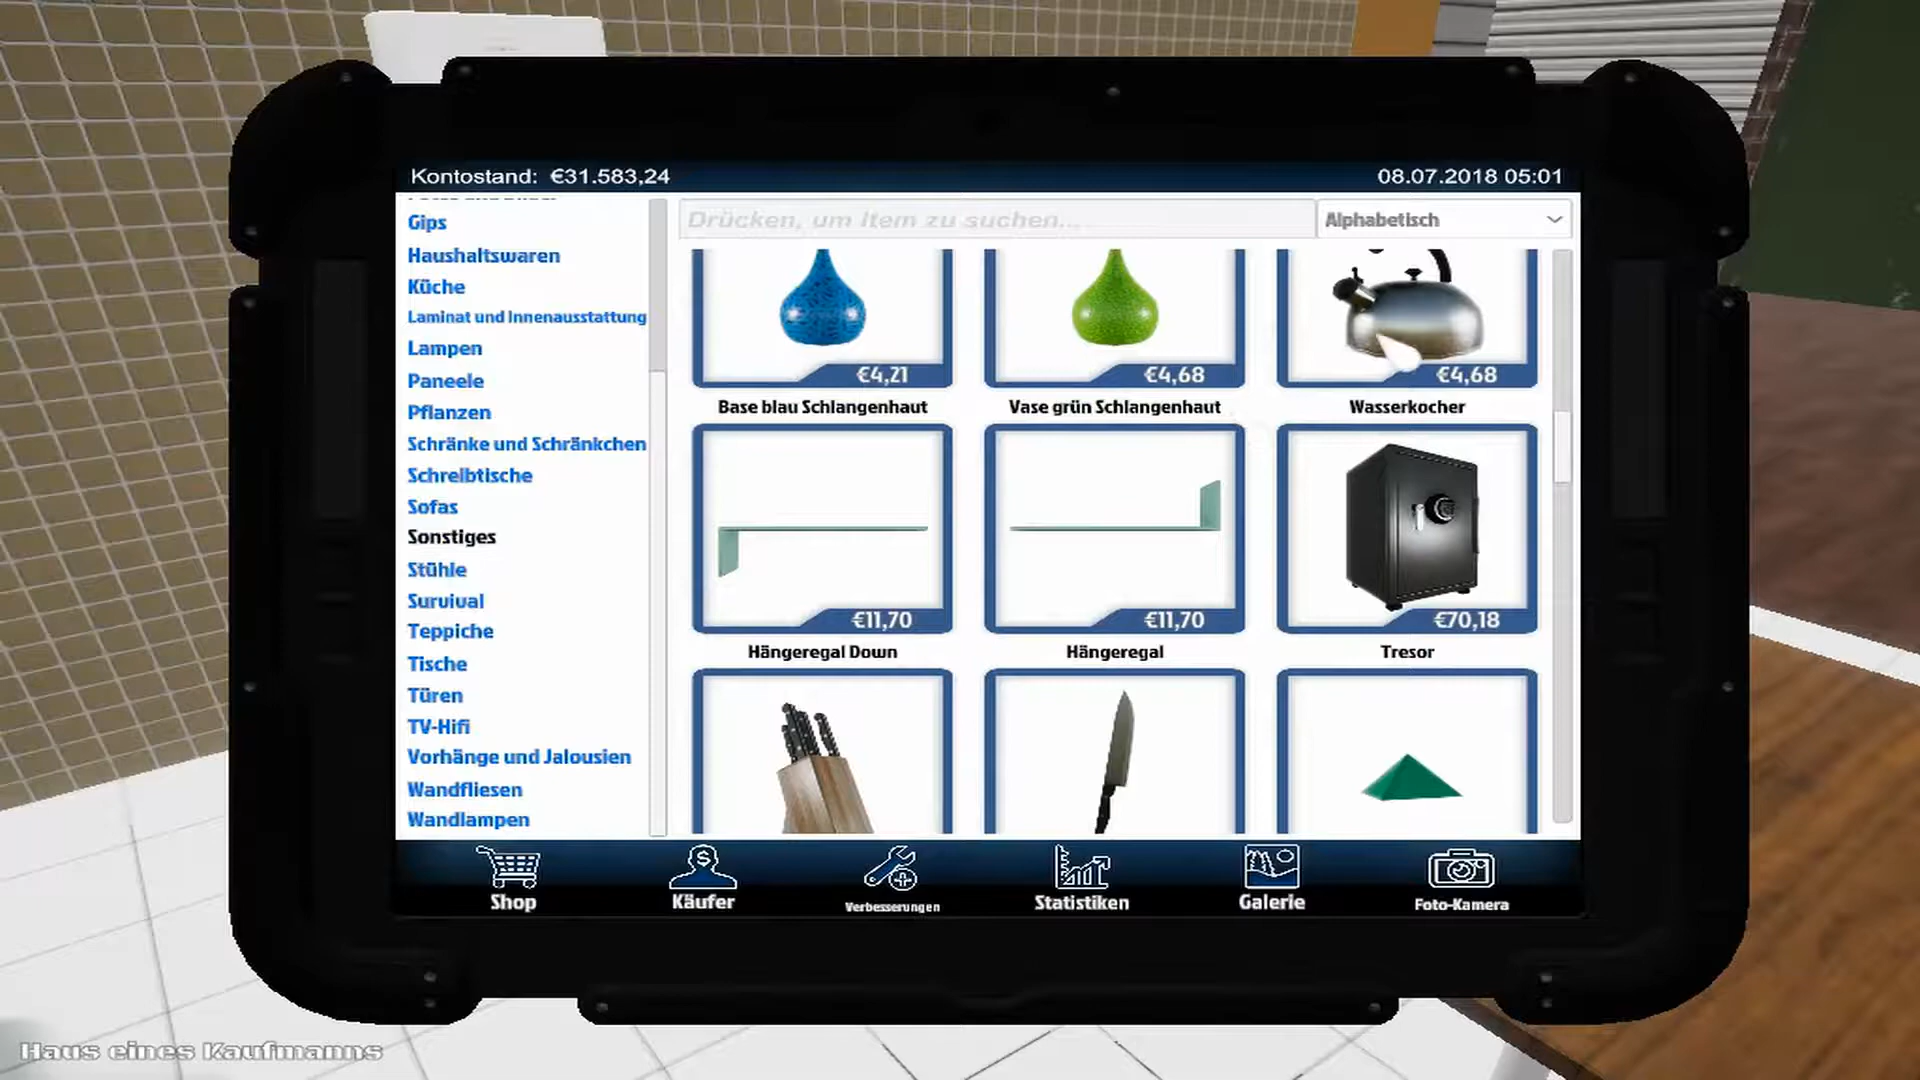 Kontostand: €31.583,24
08.07.2018 05:01
Gips
Haushaltswaren
Küche
Laminat und Innenausstattung
Lampen
Paneele
Pflanzen
Schränke und Schränkchen
Schreibtische
Sofas
Sonstiges
Stühle
Survival
Teppiche
Tische
Türen
TV-Hifi
Vorhänge und Jalousien
Wandfliesen
Wandlampen
Drücken, um Item zu suchen...
Alphabetisch
€4,21
€4,68
€4,68
Base blau Schlangenhaut
Vase grün Schlangenhaut
Wasserkocher
€11,70
€11,70
€70,18
Hängeregal Down
Hängeregal
Tresor
Shop
Käufer
Verbesserungen
Statistiken
Galerie
Foto-Kamera
Haus eines Kaufmanns